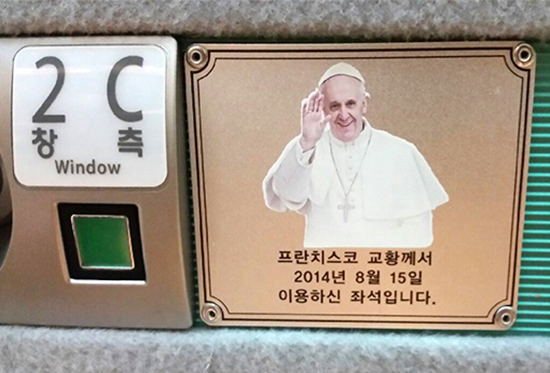 2 C
창 측
Window
프란치스코 교황께서
2014년 8월 15일
이용하신 좌석입니다.